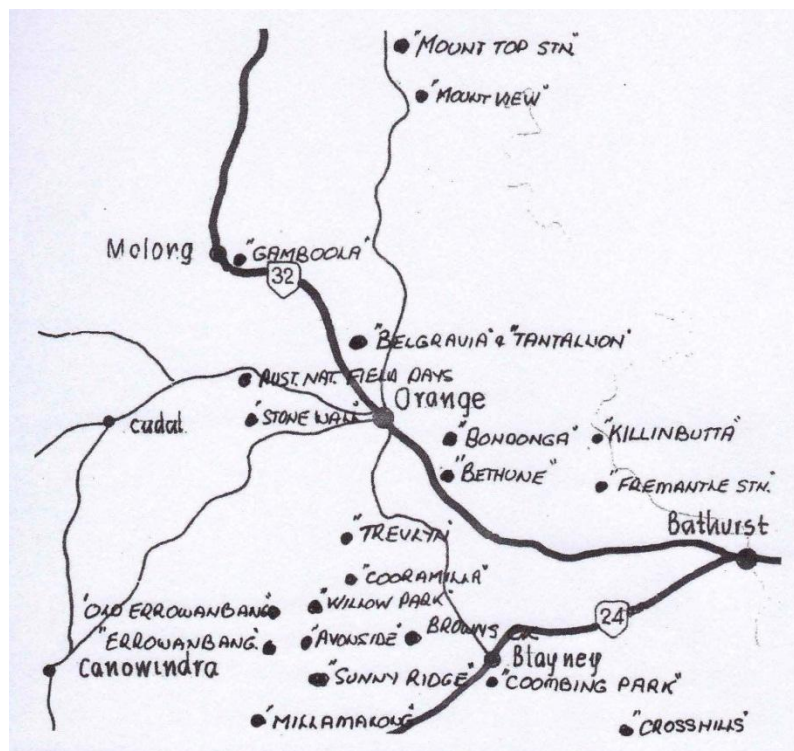 "MOUNT TOP STN."
"MOUNT VIEW"
Molong
"GAMBOOLA"
32
"BELGRAVIA" & "TANTALLION"
AUST. NAT. FIELD DAYS
Orange
Cudal
"STONE WALL"
"BONOONGA"
"KILLINBUTTA"
"BETHUNE"
"FREMANTLE STN."
Bathurst
"TREVLYN"
"COORAMILLA"
"OLD ERROWANBANG"
"WILLOW PARK"
24
"ERROWANBANG"
"AVONSIDE"
BROWNS CK
Canowindra
Blayney
"SUNNY RIDGE"
"COOMBING PARK"
"MILLAMALONG"
"CROSSHILLS"